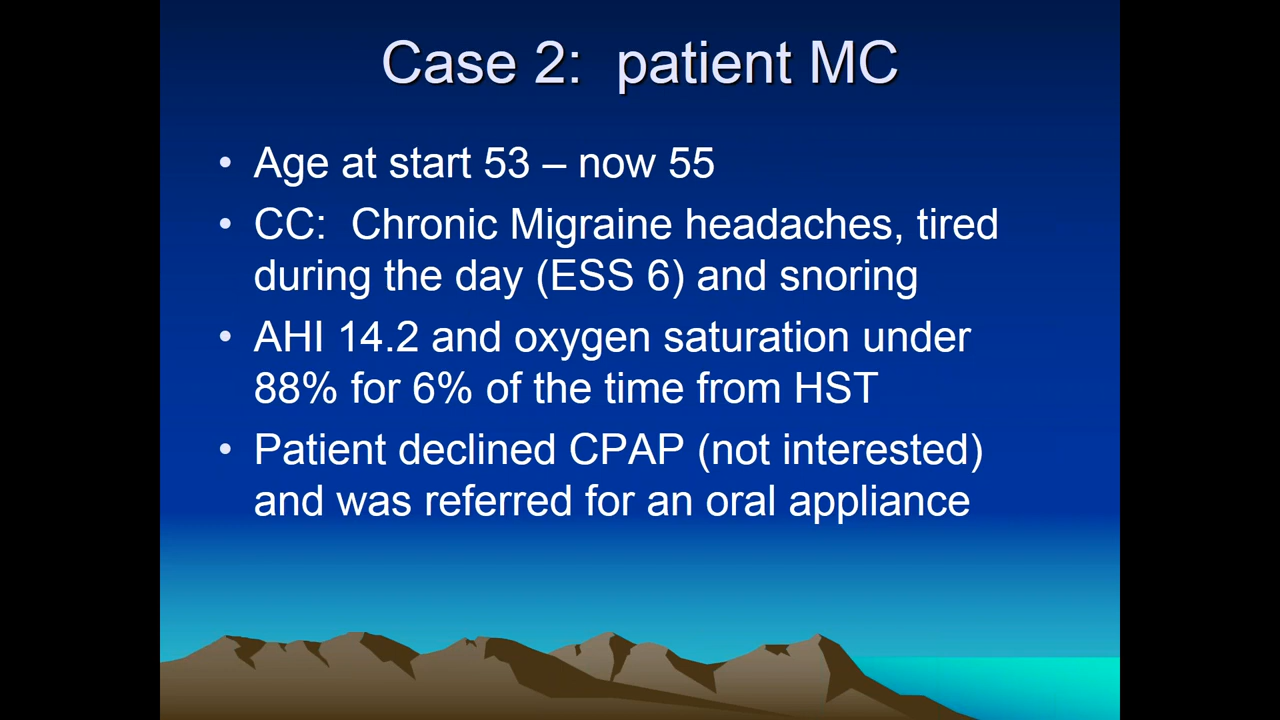 Case 2:  patient MC
• Age at start 53 – now 55
• CC:  Chronic Migraine headaches, tired
during the day (ESS 6) and snoring
• AHI 14.2 and oxygen saturation under
88% for 6% of the time from HST
• Patient declined CPAP (not interested)
and was referred for an oral appliance